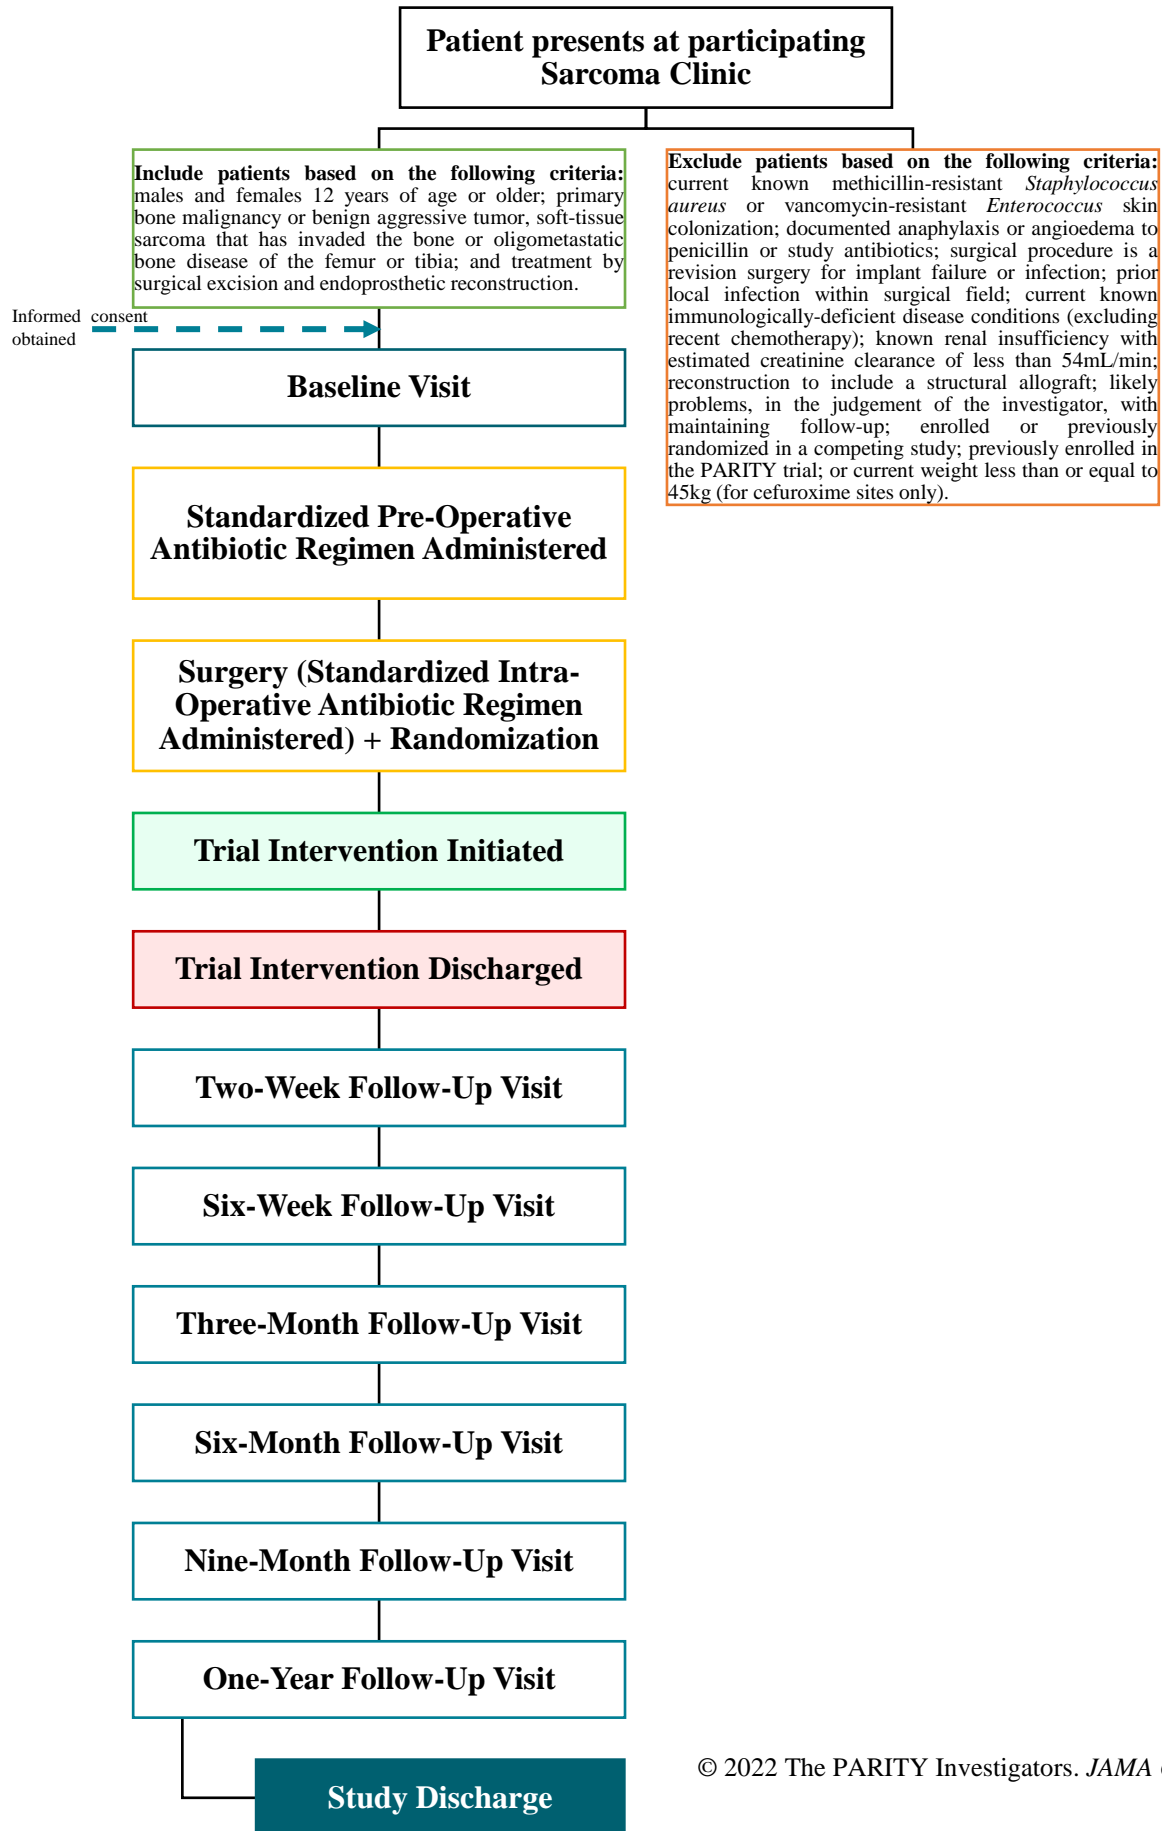 Patient presents at participating
Sarcoma Clinic
Include patients based on the following criteria:
males and females 12 years of age or older; primary
bone malignancy or benign aggressive tumor, soft-tissue
sarcoma that has invaded the bone or oligometastatic
bone disease of the femur or tibia; and treatment by
surgical excision and endoprosthetic reconstruction.
Exclude patients based on the following criteria:
current known methicillin-resistant Staphylococcus
aureus or vancomycin-resistant Enterococcus skin
colonization; documented anaphylaxis or angioedema to
penicillin or study antibiotics; surgical procedure is a
revision surgery for implant failure or infection; prior
local infection within surgical field; current known
immunologically-deficient disease conditions (excluding
recent chemotherapy); known renal insufficiency with
estimated creatinine clearance of less than 54mL/min;
reconstruction to include a structural allograft; likely
problems, in the judgement of the investigator, with
maintaining follow-up; enrolled or previously
randomized in a competing study; previously enrolled in
the PARITY trial; or current weight less than or equal to
45kg (for cefuroxime sites only).
Informed consent
obtained
Baseline Visit
Standardized Pre-Operative
Antibiotic Regimen Administered
Surgery (Standardized Intra-
Operative Antibiotic Regimen
Administered) + Randomization
Trial Intervention Initiated
Trial Intervention Discharged
Two-Week Follow-Up Visit
Six-Week Follow-Up Visit
Three-Month Follow-Up Visit
Six-Month Follow-Up Visit
Nine-Month Follow-Up Visit
One-Year Follow-Up Visit
Study Discharge
© 2022 The PARITY Investigators. JAMA